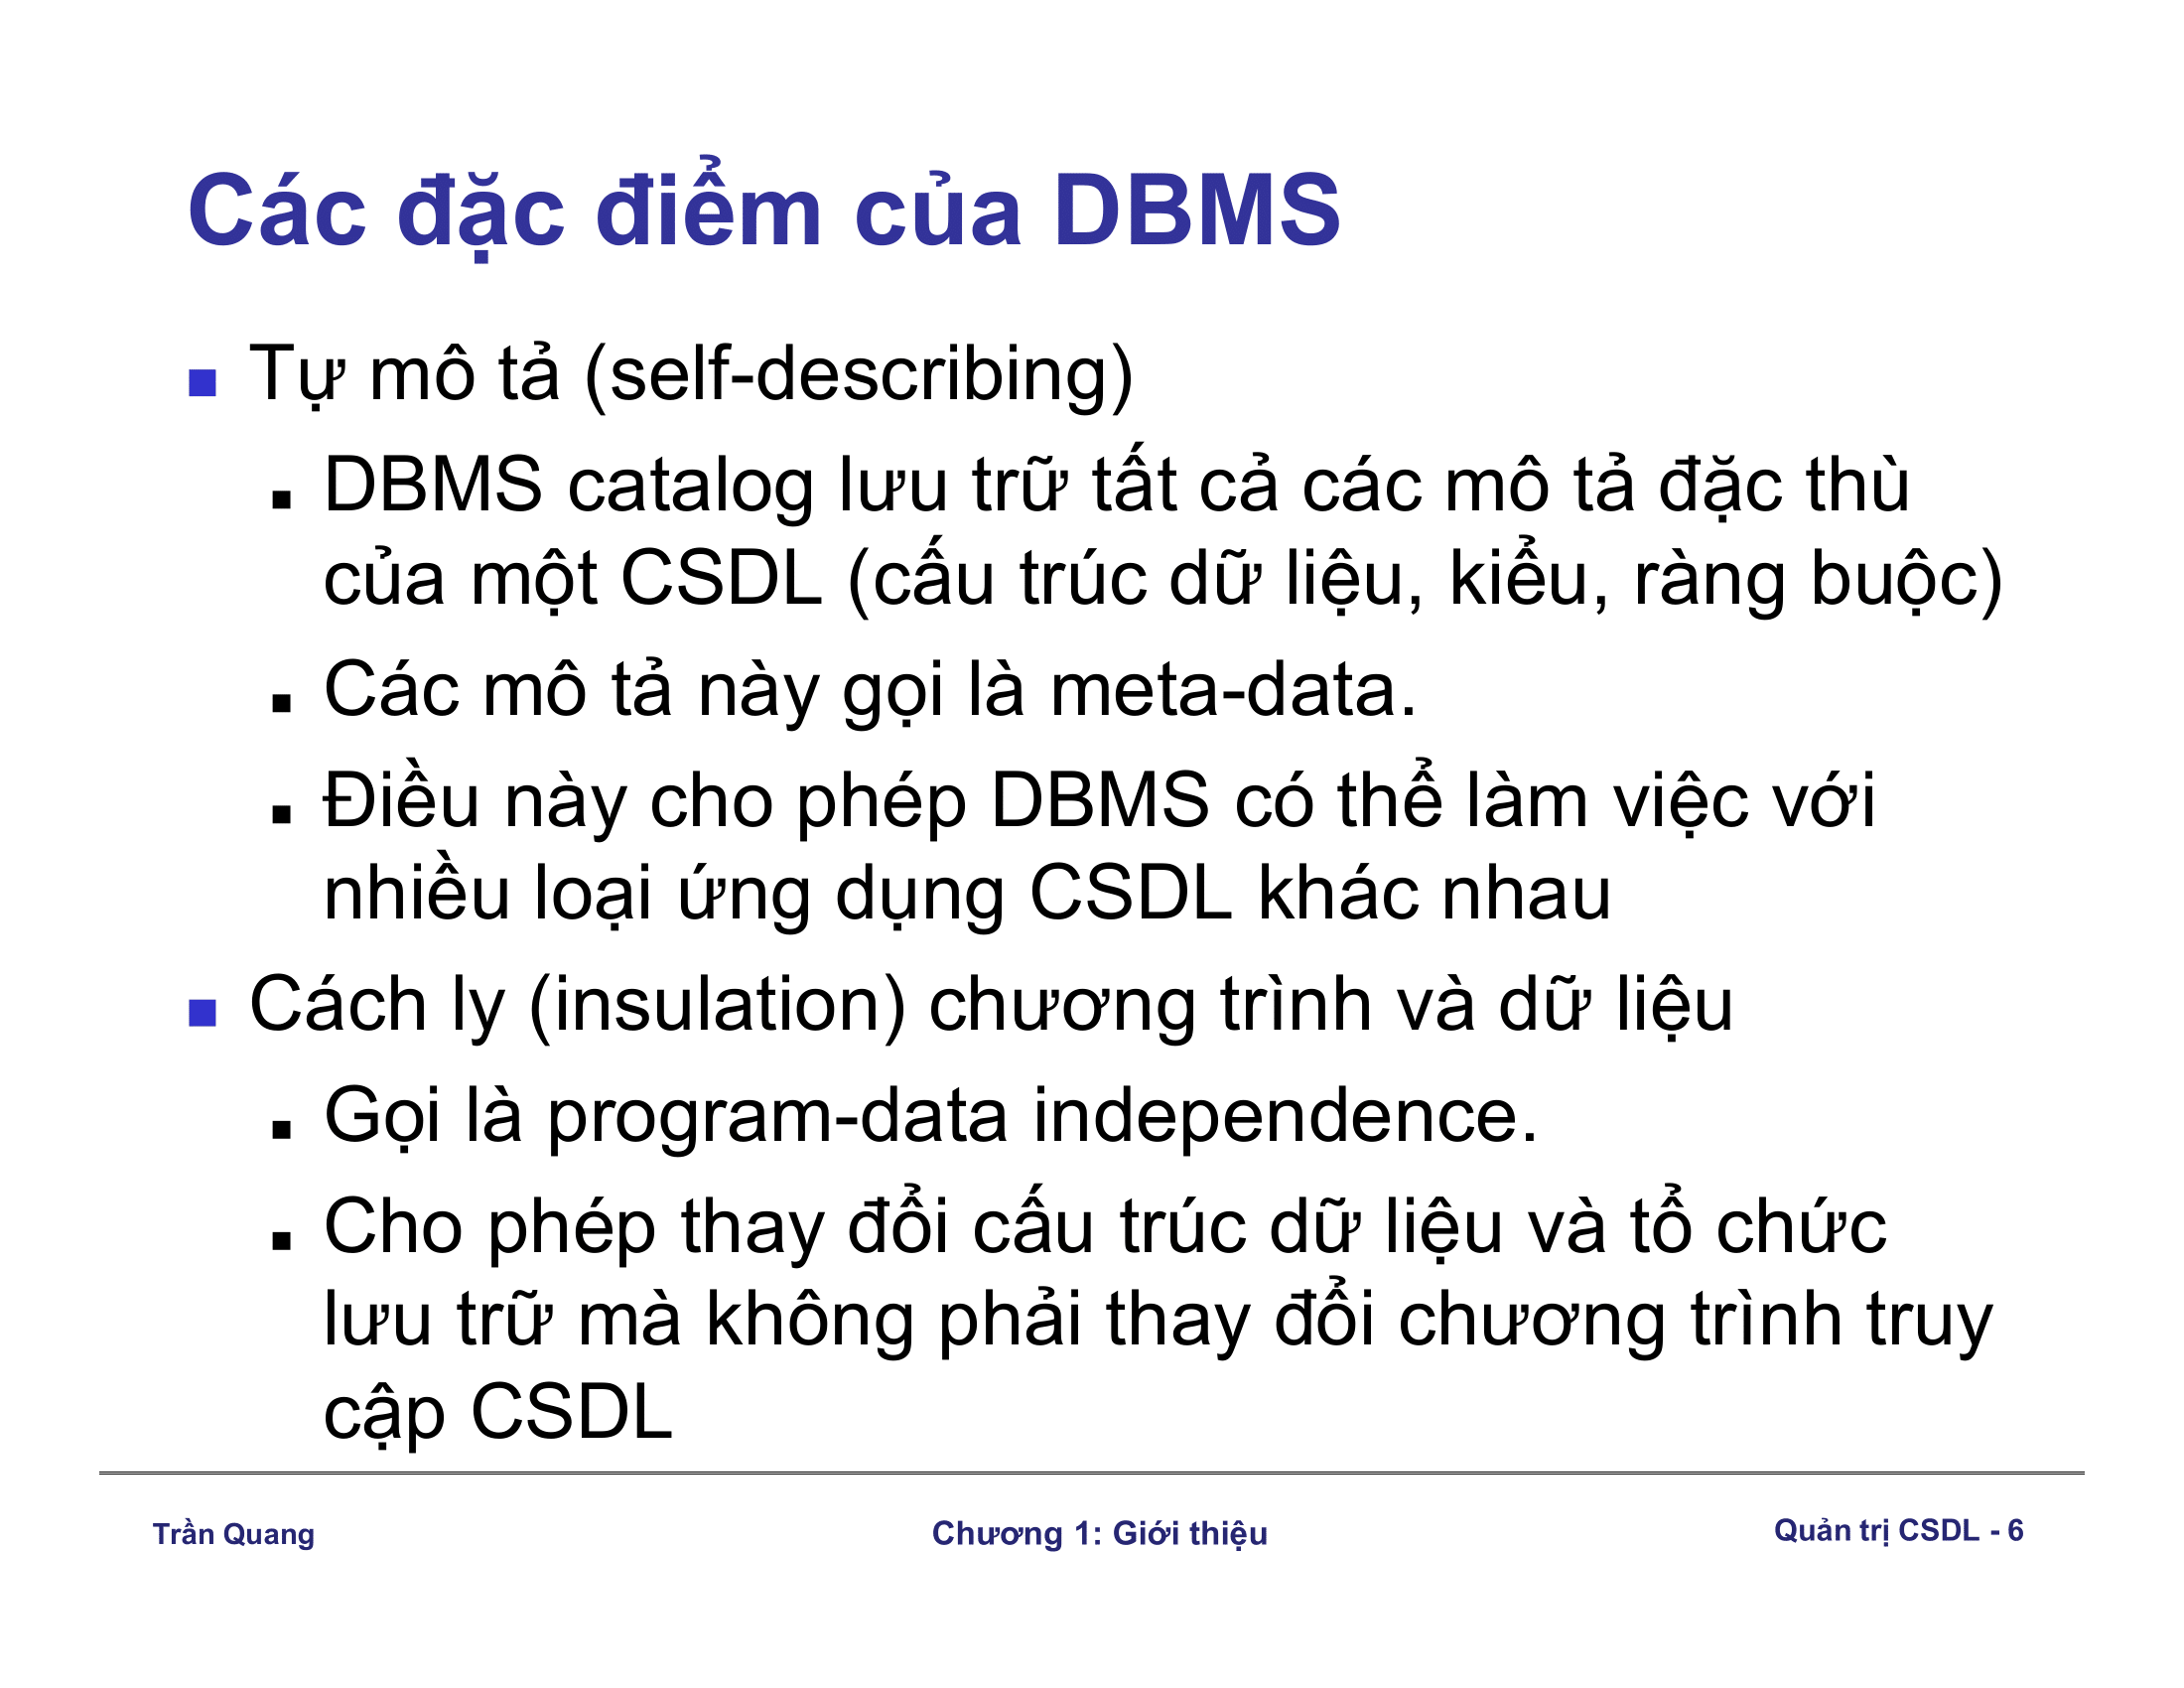 Các đặc điểm của DBMS
Tự mô tả (self-describing)
DBMS catalog lưu trữ tất cả các mô tả đặc thù
của một CSDL (cấu trúc dữ liệu, kiểu, ràng buộc)
Các mô tả này gọi là meta-data.
Điều này cho phép DBMS có thể làm việc với
nhiều loại ứng dụng CSDL khác nhau
Cách ly (insulation) chương trình và dữ liệu
Gọi là program-data independence.
Cho phép thay đổi cấu trúc dữ liệu và tổ chức
lưu trữ mà không phải thay đổi chương trình truy
cập CSDL
Trần Quang
Chương 1: Giới thiệu
Quản trị CSDL - 6